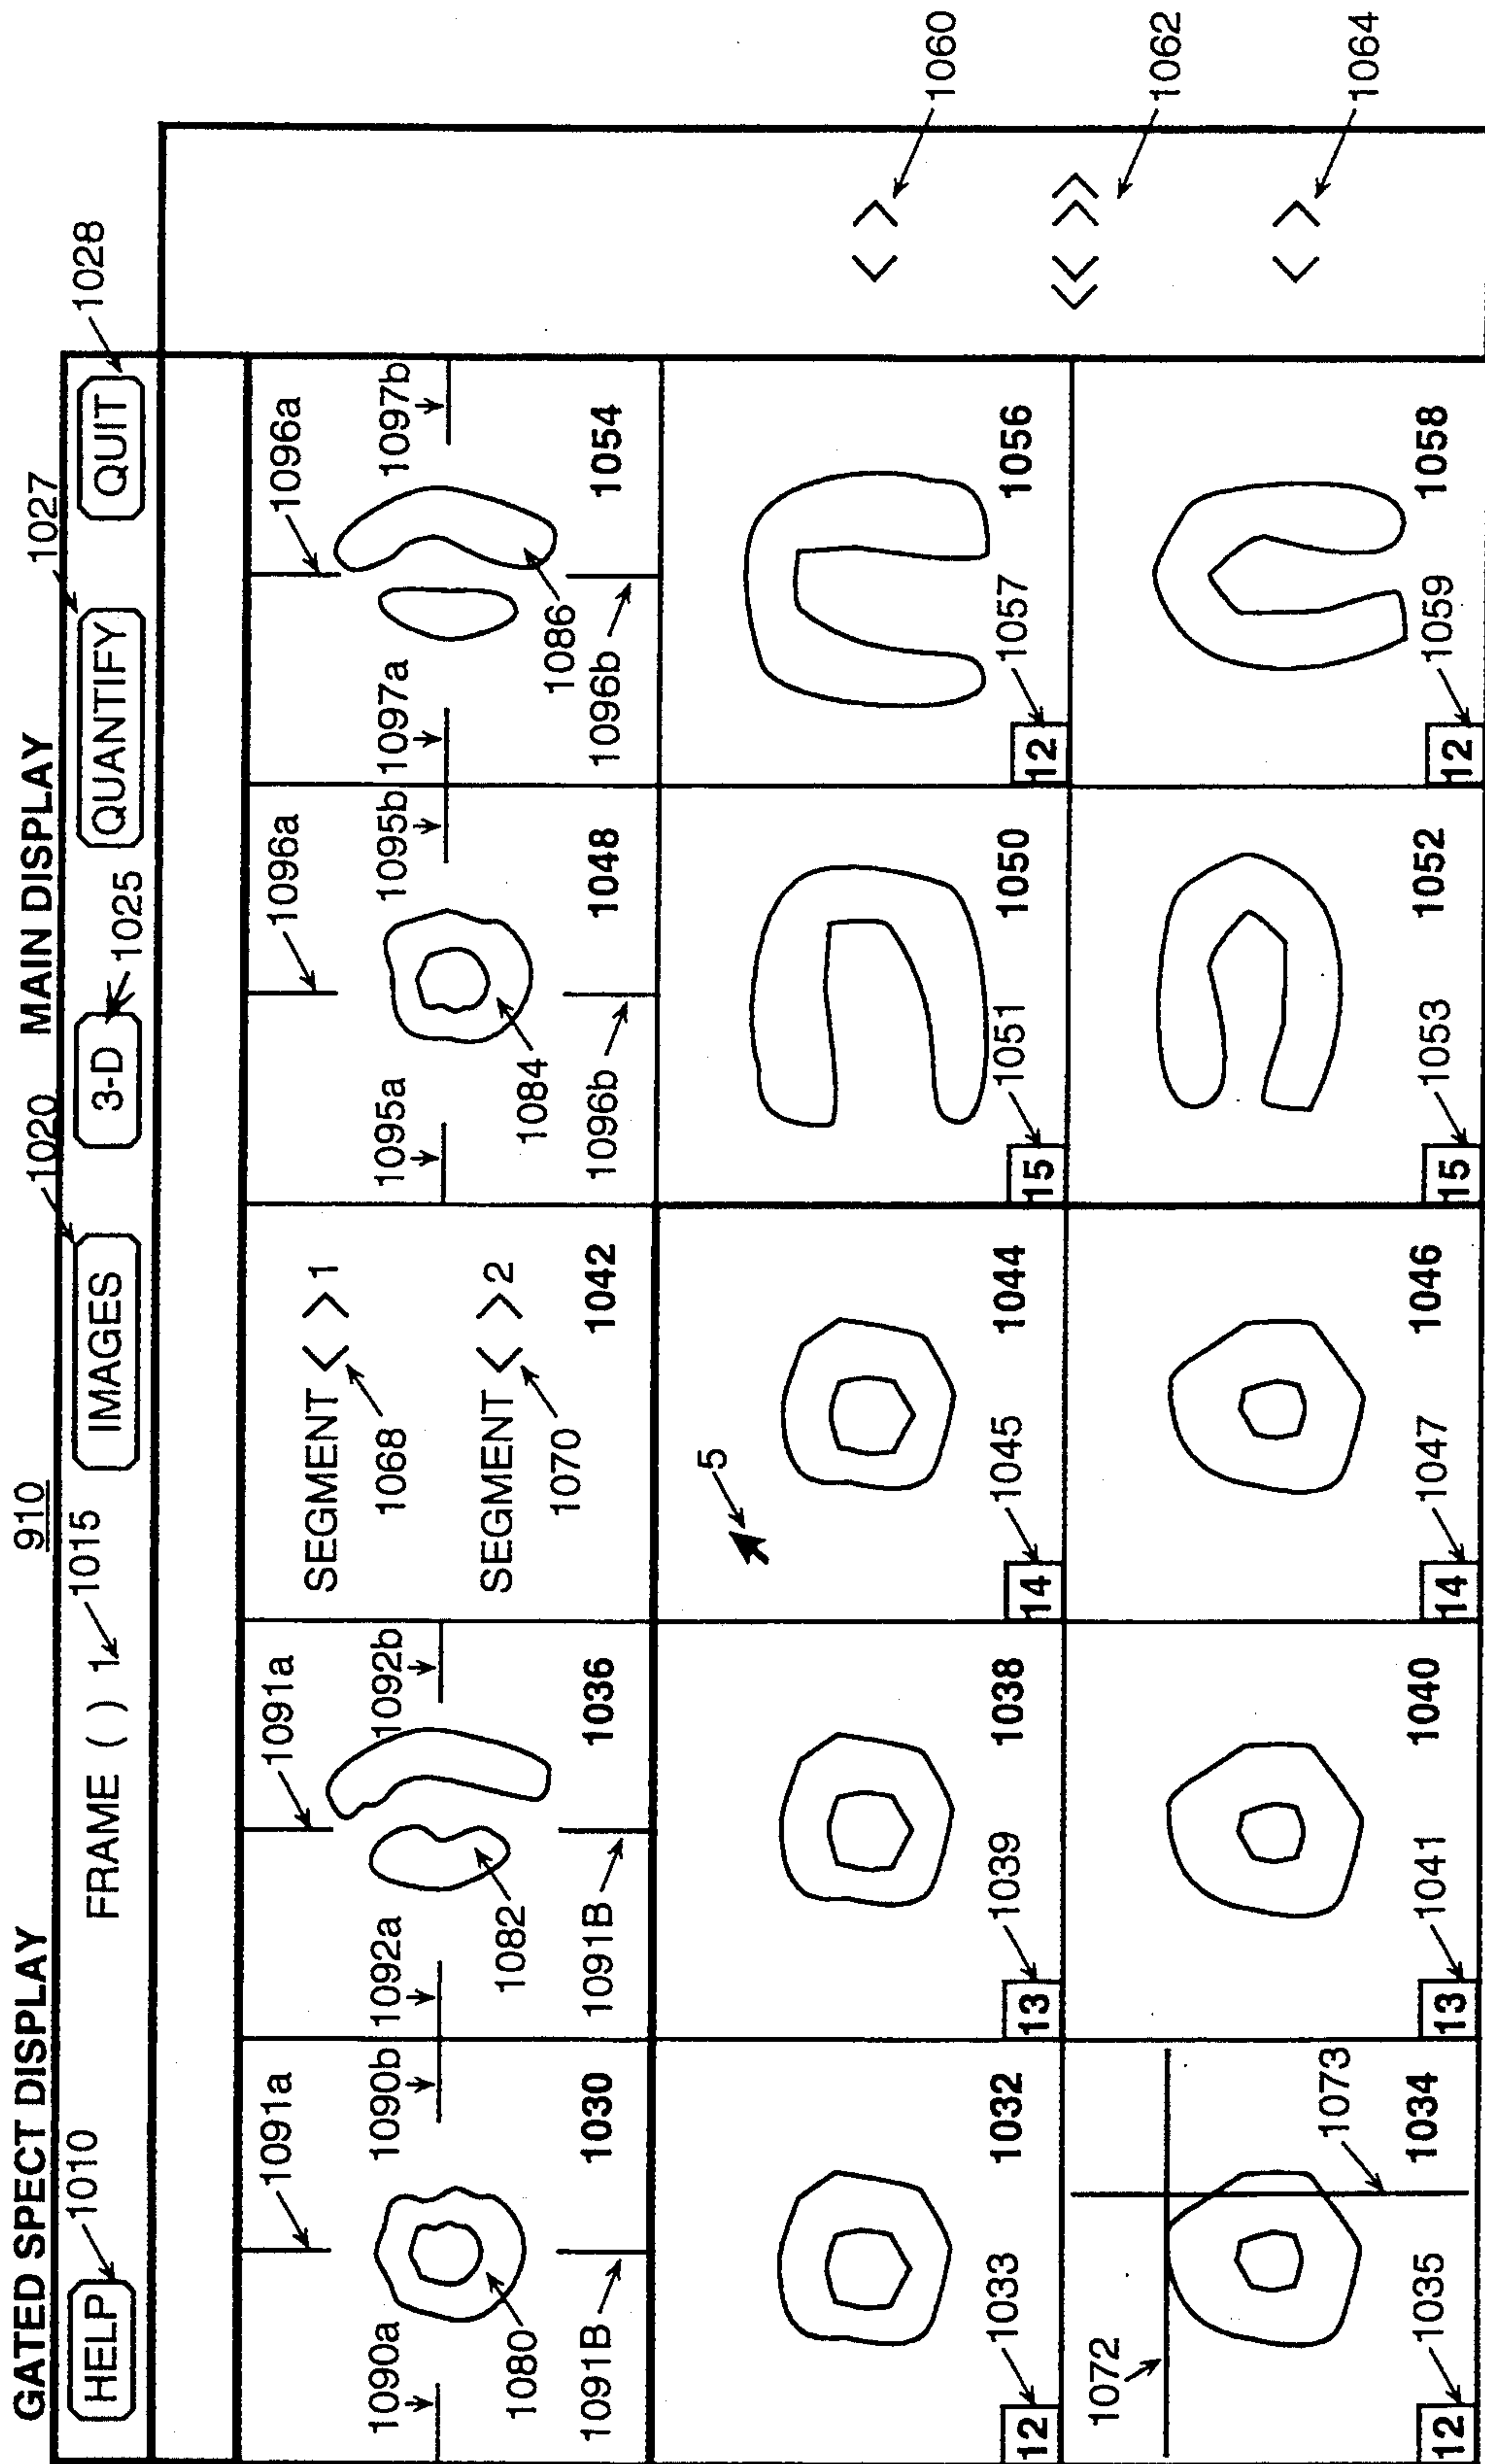 GATED SPECT DISPLAY 910 MAIN DISPLAY
1010 1015 1020 1025 1027 1028
HELP FRAME ( ) 1 IMAGES 3-D QUANTIFY QUIT
1091a 1091a SEGMENT < > 1 1096a 1096a
1068
1090a 1090b 1092a 1092b 1095a 1095b 1097a 1097b
1080 1082 SEGMENT < > 2 1084 1086
1070
1091B 1091B 1096b 1096b
1030 1036 1042 1048 1054
5
< > 1060
12 1033 1032 13 1039 1038 14 1045 1044 15 1051 1050 12 1057 1056
<< >> 1062
1072
< > 1064
1073
12 1035 1034 13 1041 1040 14 1047 1046 15 1053 1052 12 1059 1058